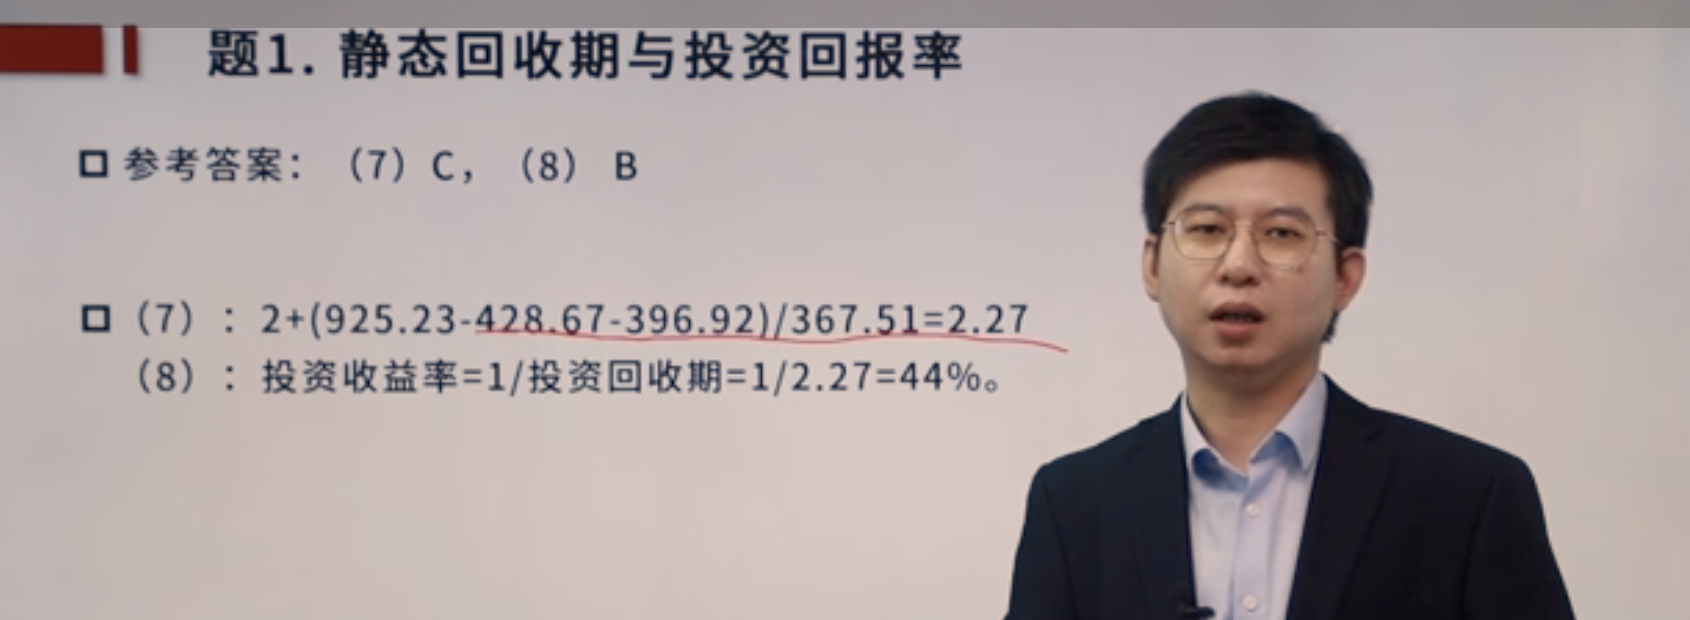 题1. 静态回收期与投资回报率
参考答案：（7）C，（8） B
（7）：2+(925.23-428.67-396.92)/367.51=2.27
（8）：投资收益率=1/投资回收期=1/2.27=44%。